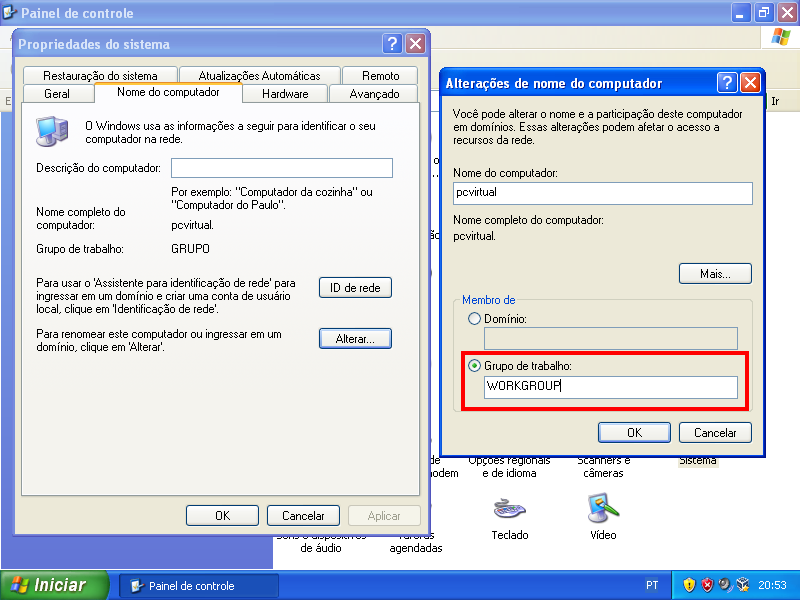 Painel de controle
Propriedades do sistema
Restauração do sistema
Atualizações Automáticas
Remoto
Geral
Nome do computador
Hardware
Avançado
O Windows usa as informações a seguir para identificar o seu
computador na rede.
Descrição do computador:
Por exemplo: "Computador da cozinha" ou
"Computador do Paulo".
Nome completo do
computador:
pcvirtual.
Grupo de trabalho:
GRUPO
Para usar o 'Assistente para identificação de rede' para
ingressar em um domínio e criar uma conta de usuário
local, clique em 'Identificação de rede'.
ID de rede
Para renomear este computador ou ingressar em um
domínio, clique em 'Alterar'.
Alterar...
OK
Cancelar
Aplicar
Alterações de nome do computador
Você pode alterar o nome e a participação deste computador
em domínios. Essas alterações podem afetar o acesso a
recursos da rede.
Nome do computador:
pcvirtual
Nome completo do computador:
pcvirtual.
Mais...
Membro de
Domínio:
Grupo de trabalho:
WORKGROUP
OK
Cancelar
Ir
Opções regionais
e de idioma
Scanners e
câmeras
Sistema
Teclado
Vídeo
de áudio
agendadas
Iniciar
Painel de controle
PT
20:53